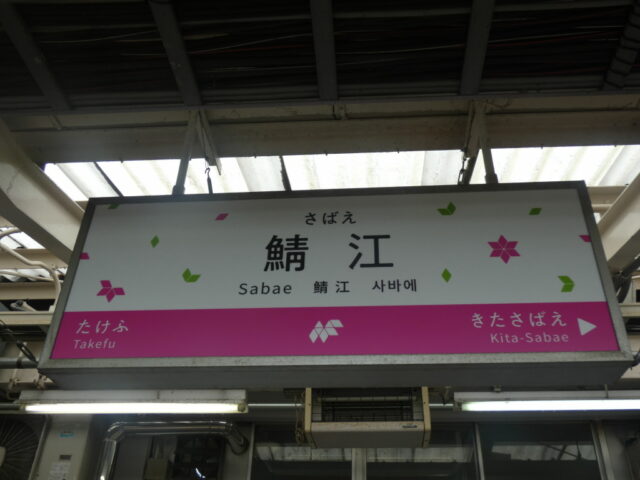 さばえ
鯖江
Sabae 鯖江 사바에
たけふ
Takefu
きたさばえ
Kita-Sabae